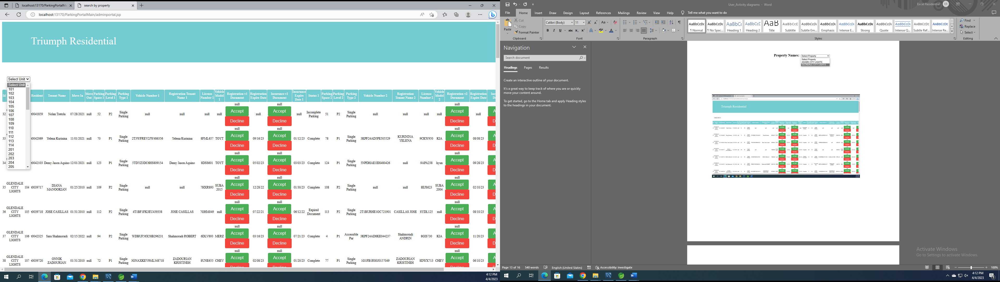 localhost:13170/ParkingPortalMa
search by property
localhost:13170/ParkingPortalMain/adminportal.jsp
Triumph Residential
Select Unit
Select Unit
101
102
103
104
105
106
107
108
109
110
111
112
113
114
201
202
203
204
205
Id Resident Tenant Name Move In Move Out Parking Space 1 Parking Level 1 Parking Type 1 Vehicle Number 1 Registration Tenant Name 1 License Number 1 Vehicle Model 1 Registration v1 Document Registration Expire Date Insurance v1 Document Insurance Expire Date 1 Status 1 Parking Space 2 Parking Level 2 Parking Type 2 Vehicle Number 2 Registration Tenant Name 2 License Number 2 Vehicle Model 2 Registration v2 Document Registration Expire Date
32 t0041859 Nolan Tretola 07/28/2021 null 52 P2 Single Parking null null null null null Accept Decline null null Accept Decline null Incomplete Parking 51 P2 Single Parking null null null null null Accept Decline null A D
33 t0042069 Yelena Kurinina 11/01/2021 null 70 P1 Single Parking 2T3WFREV2JW486356 Yelena Kurinina 8FML657 TOYT null Accept Decline 09/16/23 null Accept Decline 01/12/23 Complete 78 P1 Single Parking 3KPF24AD5PE505529 KURININA YELENA 9CKW950 KIA null Accept Decline 08/08/23 A D
34 t0042103 Demy Jason Aquino 12/01/2021 null 123 P1 Single Parking 5TDYZ3DC6HS809154 Demy Jason Aquino 8DSS601 TOYT null Accept Decline 05/02/23 null Accept Decline 03/03/23 Complete 124 P1 Single Parking 5NPDHAE1EH480426 null 9APA238 hyun null Accept Decline 09/28/23 A D
35 GLENDALE CITY LIGHTS 104 t0039717 DIANA MANOOKIAN 01/25/2010 null 109 P2 Single Parking null null 7HXR893 SUBA 2015 null Accept Decline 12/28/22 null Accept Decline 01/30/23 Complete 108 P2 Single Parking null null 8EJS623 SUBA 2004 null Accept Decline 02/10/23 A D
36 GLENDALE CITY LIGHTS 105 t0039718 JOSE CASILLAS 01/31/2010 null 112 P2 Single Parking 4T1BF1FK3EU439338 JOSE CASILLAS 7GHM049 null null Accept Decline 07/22/21 null Accept Decline 06/12/22 Expired Document 113 P2 Single Parking 2T1BURHE1GC721901 CASILLAS JOSE 8YDL125 null null Accept Decline 08/10/23 A D
37 GLENDALE CITY LIGHTS 106 t0042325 Sara Shahmoradi 02/15/2022 null 94 P2 Single Parking WDBUF56X58B296231 Shahmoradi ROBERT 6DLV893 MERZ null Accept Decline 03/16/23 null Accept Decline 07/21/23 Complete 4 P1 Accessible Par 3KPF24AD8KE044237 Shahmoradi ANDRIN 8GIS730 KIA null Accept Decline 11/20/23 A D
38 GLENDALE CITY LIGHTS 107 t0039720 ONNIK ZADOURIAN 01/31/2010 null 72 P1 Single Parking 3GNAXKEV9ML348718 ZADOURIAN KRISTINEH 8UNE655 CHEV null Accept 02/08/23 null Accept 01/20/23 Complete 77 P1 Single Parking 1G1FB1RS0J0157049 ZADOURIAN KRISTINEH 8DWX713 CHEV null Accept 06/10/23 A
4:12 PM
4/4/2023
User_Activity diagrams - Word
Excel Residential ER
File Home Insert Draw Design Layout References Mailings Review View Help Tell me what you want to do
Paste Cut Copy Format Painter
Calibri (Body) 11
AaBbCcDc AaBbCcDc AaBbCc AaBbCcC AaB AaBbCcC AaBbCcDc AaBbCcDc AaBbCcDc AaBbCcDc AaBbCcDc AaBbCcDc AABBCCDC AABBCCDC
¶ Normal ¶ No Spac... Heading 1 Heading 2 Title Subtitle Subtle Em... Emphasis Intense E... Strong Quote Intense Q... Subtle Ref... Intense Re...
Find
Replace
Select
Clipboard Font Paragraph Styles Editing
Navigation
Search document
Headings Pages Results
Create an interactive outline of your document.
It's a great way to keep track of where you are or quickly
move your content around.
To get started, go to the Home tab and apply Heading styles
to the headings in your document.
Property Names: Select Property
Select Property
ADAMS CITY LIGHTS
GLENDALE CITY LIGHTS
Triumph Residential
Activate Windows
Go to Settings to activate Windows.
Page 13 of 16 540 words English (United States) Accessibility: Investigate 100%
4:12 PM
4/4/2023